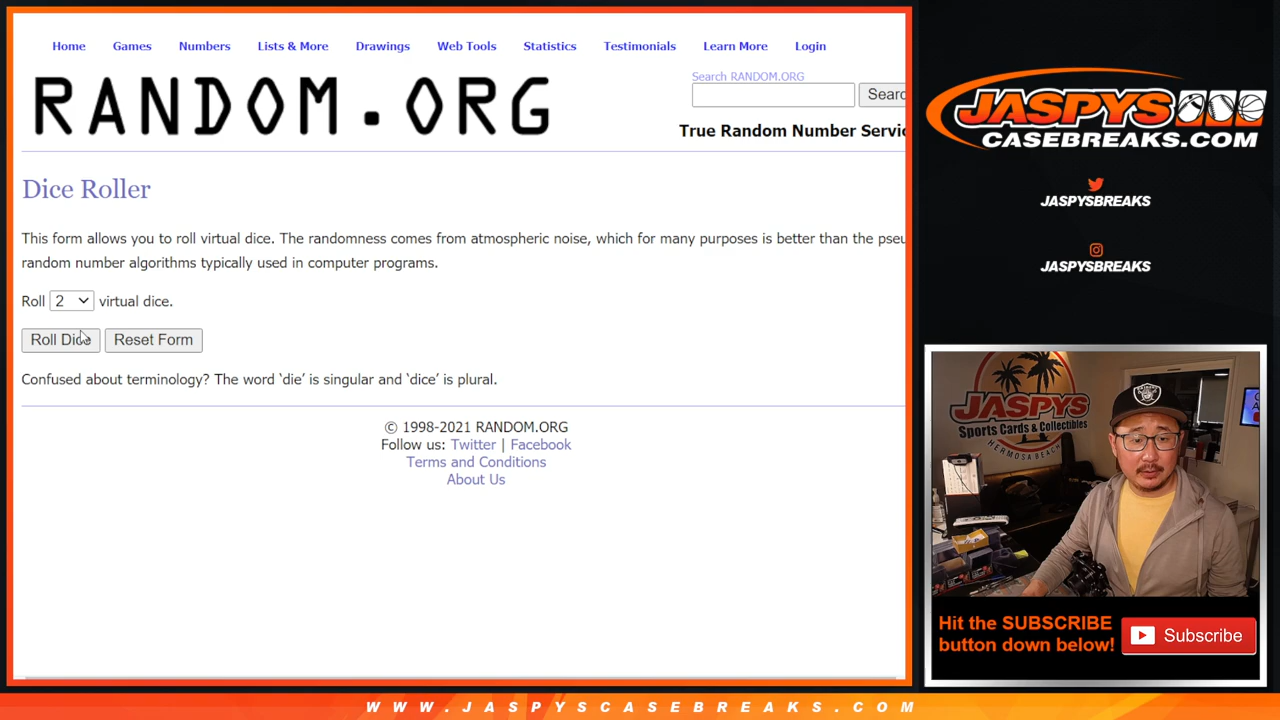 Home Games Numbers Lists & More Drawings Web Tools Statistics Testimonials Learn More Login
RANDOM.ORG
Search RANDOM.ORG
Searc
True Random Number Servic
Dice Roller
This form allows you to roll virtual dice. The randomness comes from atmospheric noise, which for many purposes is better than the pseu
random number algorithms typically used in computer programs.
Roll 2 virtual dice.
Roll Dice Reset Form
Confused about terminology? The word ‘die’ is singular and ‘dice’ is plural.
© 1998-2021 RANDOM.ORG
Follow us: Twitter | Facebook
Terms and Conditions
About Us
JASPYS
CASEBREAKS.COM
JASPYSBREAKS
JASPYSBREAKS
JASPYS
Sports Cards & Collectibles
HERMOSA BEACH
Hit the SUBSCRIBE
button down below!
Subscribe
WWW.JASPYSCASEBREAKS.COM